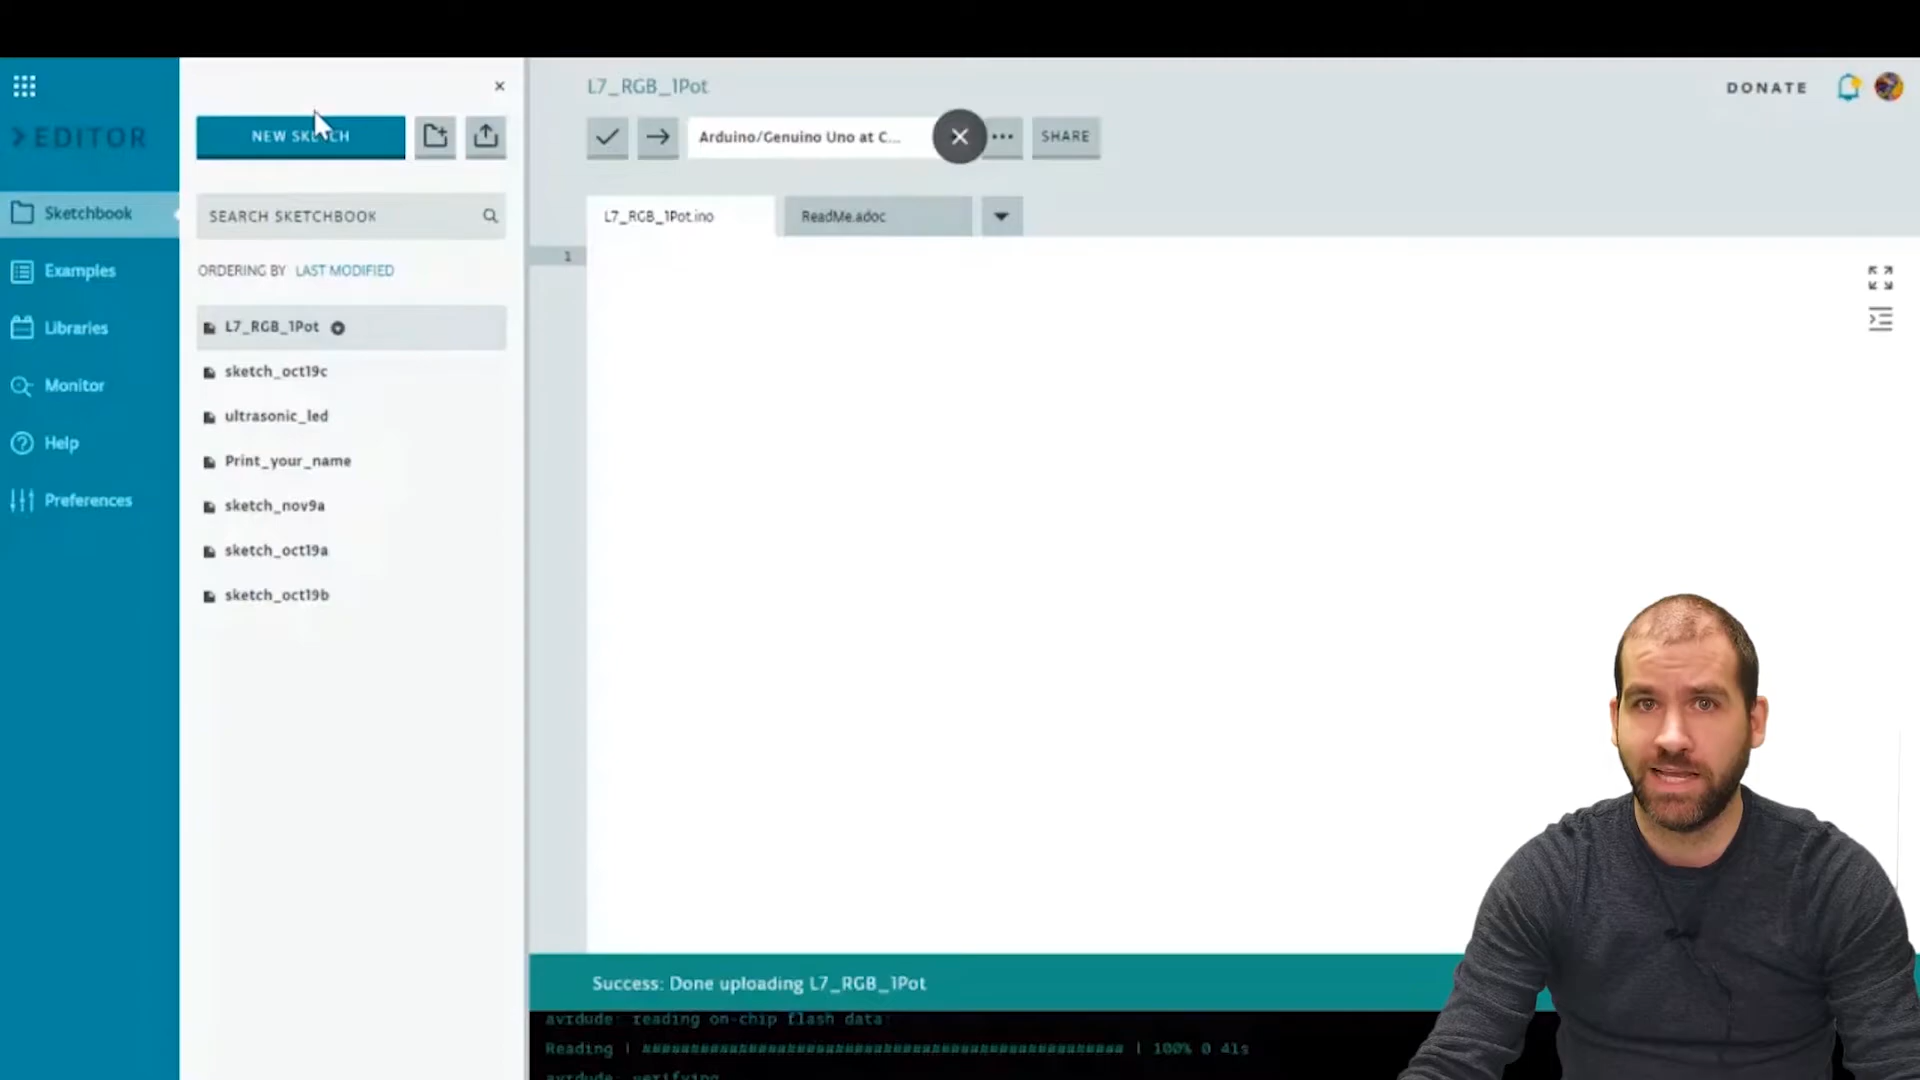 L7_RGB_1Pot
DONATE
>EDITOR
NEW SKETCH
Arduino/Genuino Uno at C...
SHARE
Sketchbook
SEARCH SKETCHBOOK
L7_RGB_1Pot.ino
ReadMe.adoc
1
Examples
ORDERING BY LAST MODIFIED
Libraries
L7_RGB_1Pot
sketch_oct19c
Monitor
ultrasonic_led
Help
Print_your_name
Preferences
sketch_nov9a
sketch_oct19a
sketch_oct19b
Success: Done uploading L7_RGB_1Pot
avrdude: reading on-chip flash data:
Reading | ################################################## | 100% 0 41s
avrdude: verifying